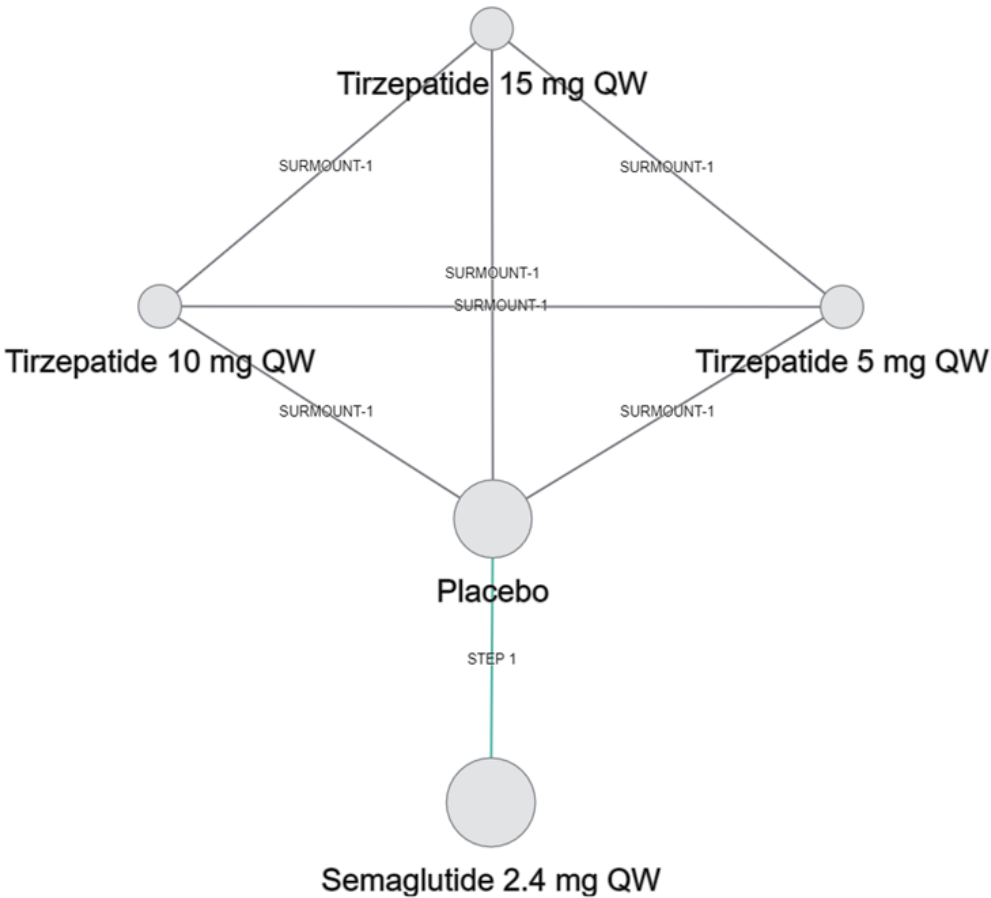 Tirzepatide 15 mg QW
SURMOUNT-1
SURMOUNT-1
SURMOUNT-1
SURMOUNT-1
Tirzepatide 10 mg QW
Tirzepatide 5 mg QW
SURMOUNT-1
SURMOUNT-1
Placebo
STEP 1
Semaglutide 2.4 mg QW